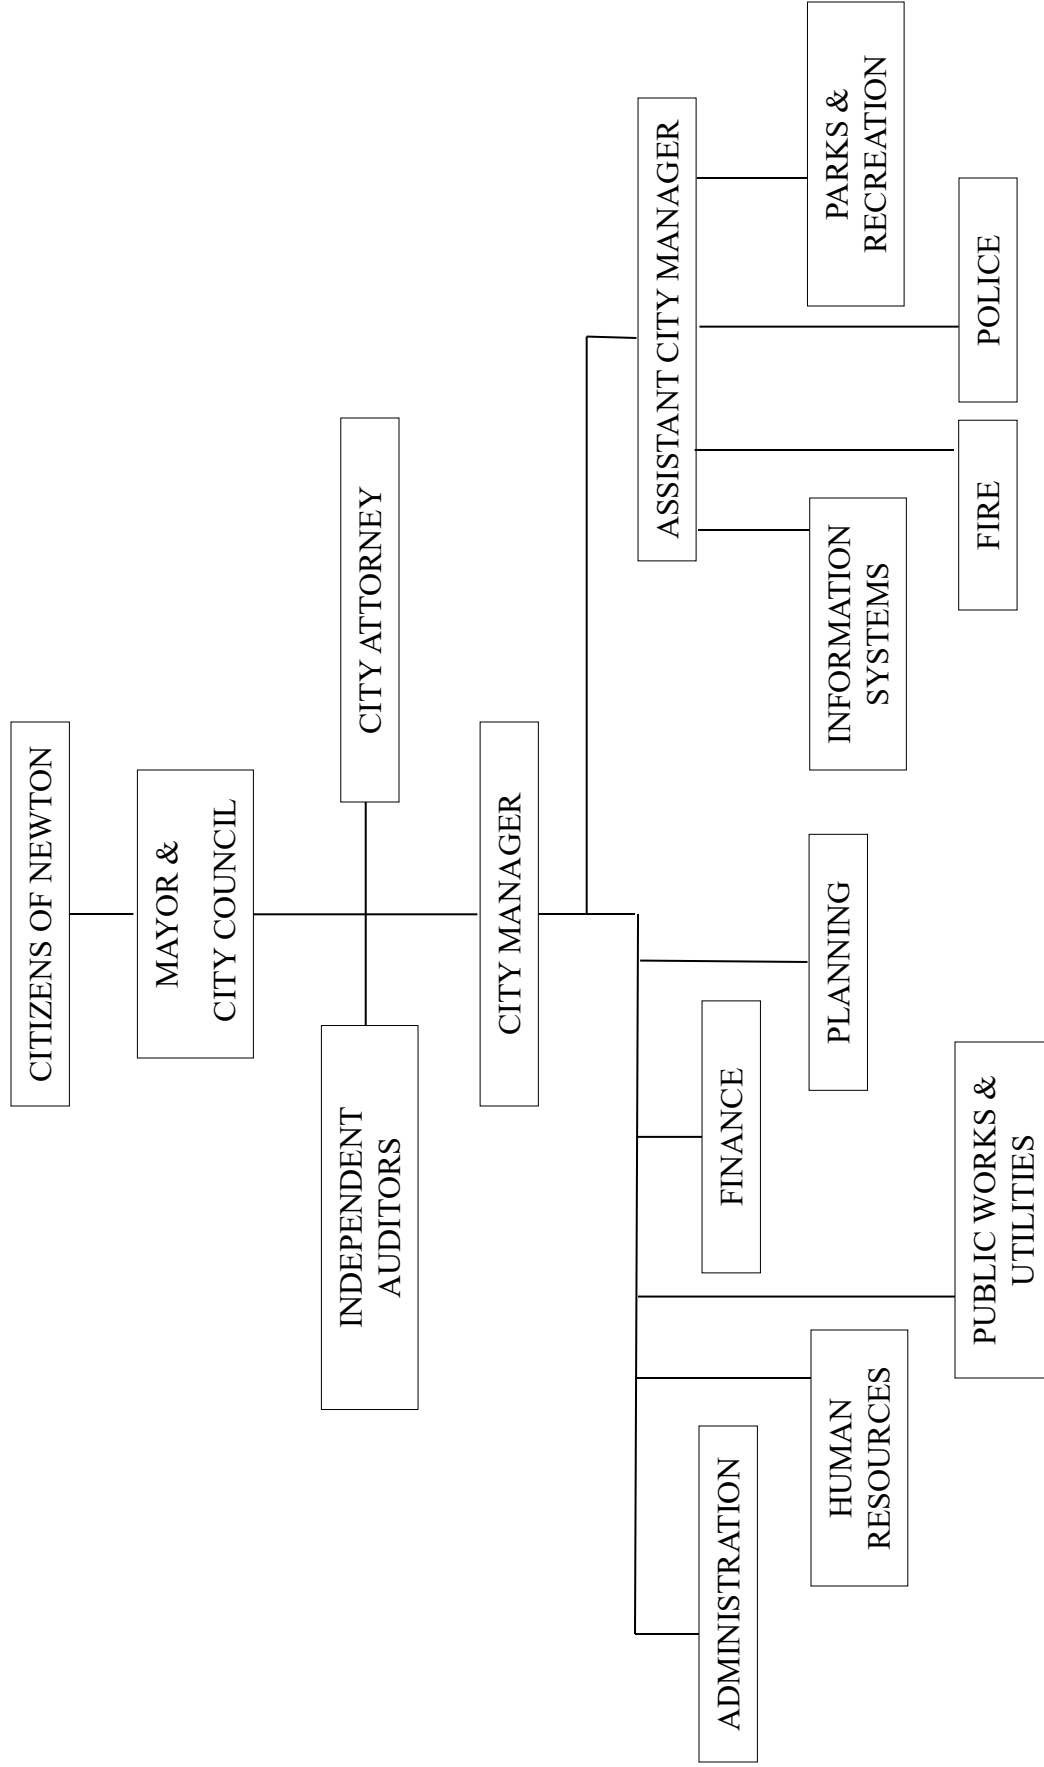 CITIZENS OF NEWTON
MAYOR &
CITY COUNCIL
INDEPENDENT
AUDITORS
CITY ATTORNEY
CITY MANAGER
ASSISTANT CITY MANAGER
ADMINISTRATION
FINANCE
HUMAN
RESOURCES
PLANNING
INFORMATION
SYSTEMS
PARKS &
RECREATION
PUBLIC WORKS &
UTILITIES
FIRE
POLICE